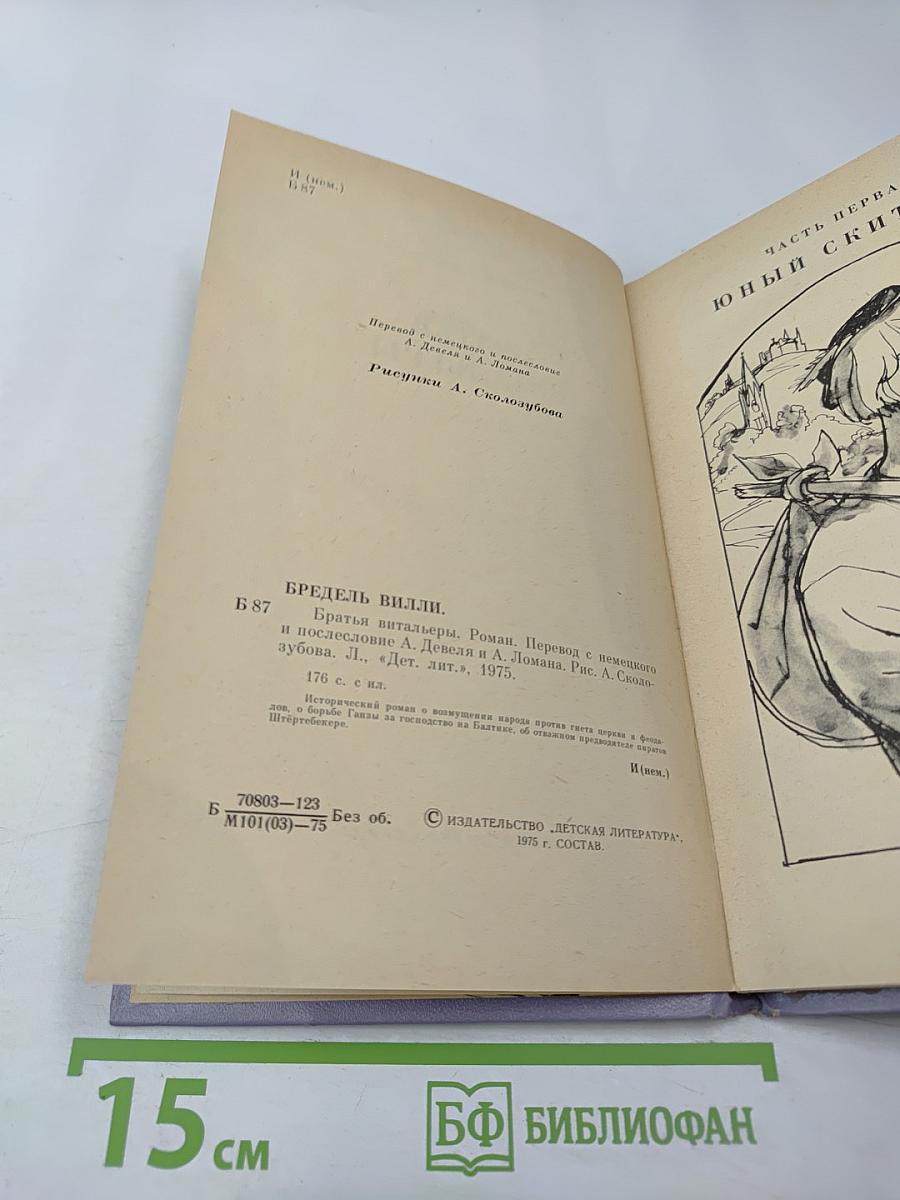 И (нем.)
Б 87
Перевод с немецкого и послесловие
А. Девеля и А. Ломана
Рисунки А. Сколозубова
БРЕДЕЛЬ ВИЛЛИ.
Б 87 Братья витальеры. Роман. Перевод с немецкого
и послесловие А. Девеля и А. Ломана. Рис. А. Сколо-
зубова. Л., «Дет. лит.», 1975.
176 с. с ил.
Исторический роман о возмущении народа против гнета церкви и феода-
лов, о борьбе Ганзы за господство на Балтике, об отважном предводителе пиратов
Штёртебекере.
И (нем.)
Б 70803—123
М101(03)—75 Без об.
© ИЗДАТЕЛЬСТВО „ДЕТСКАЯ ЛИТЕРАТУРА“,
1975 г. СОСТАВ.
ЧАСТЬ ПЕРВА
ЮНЫЙ СКИТ
15 см
БФ БИБЛИОФАН